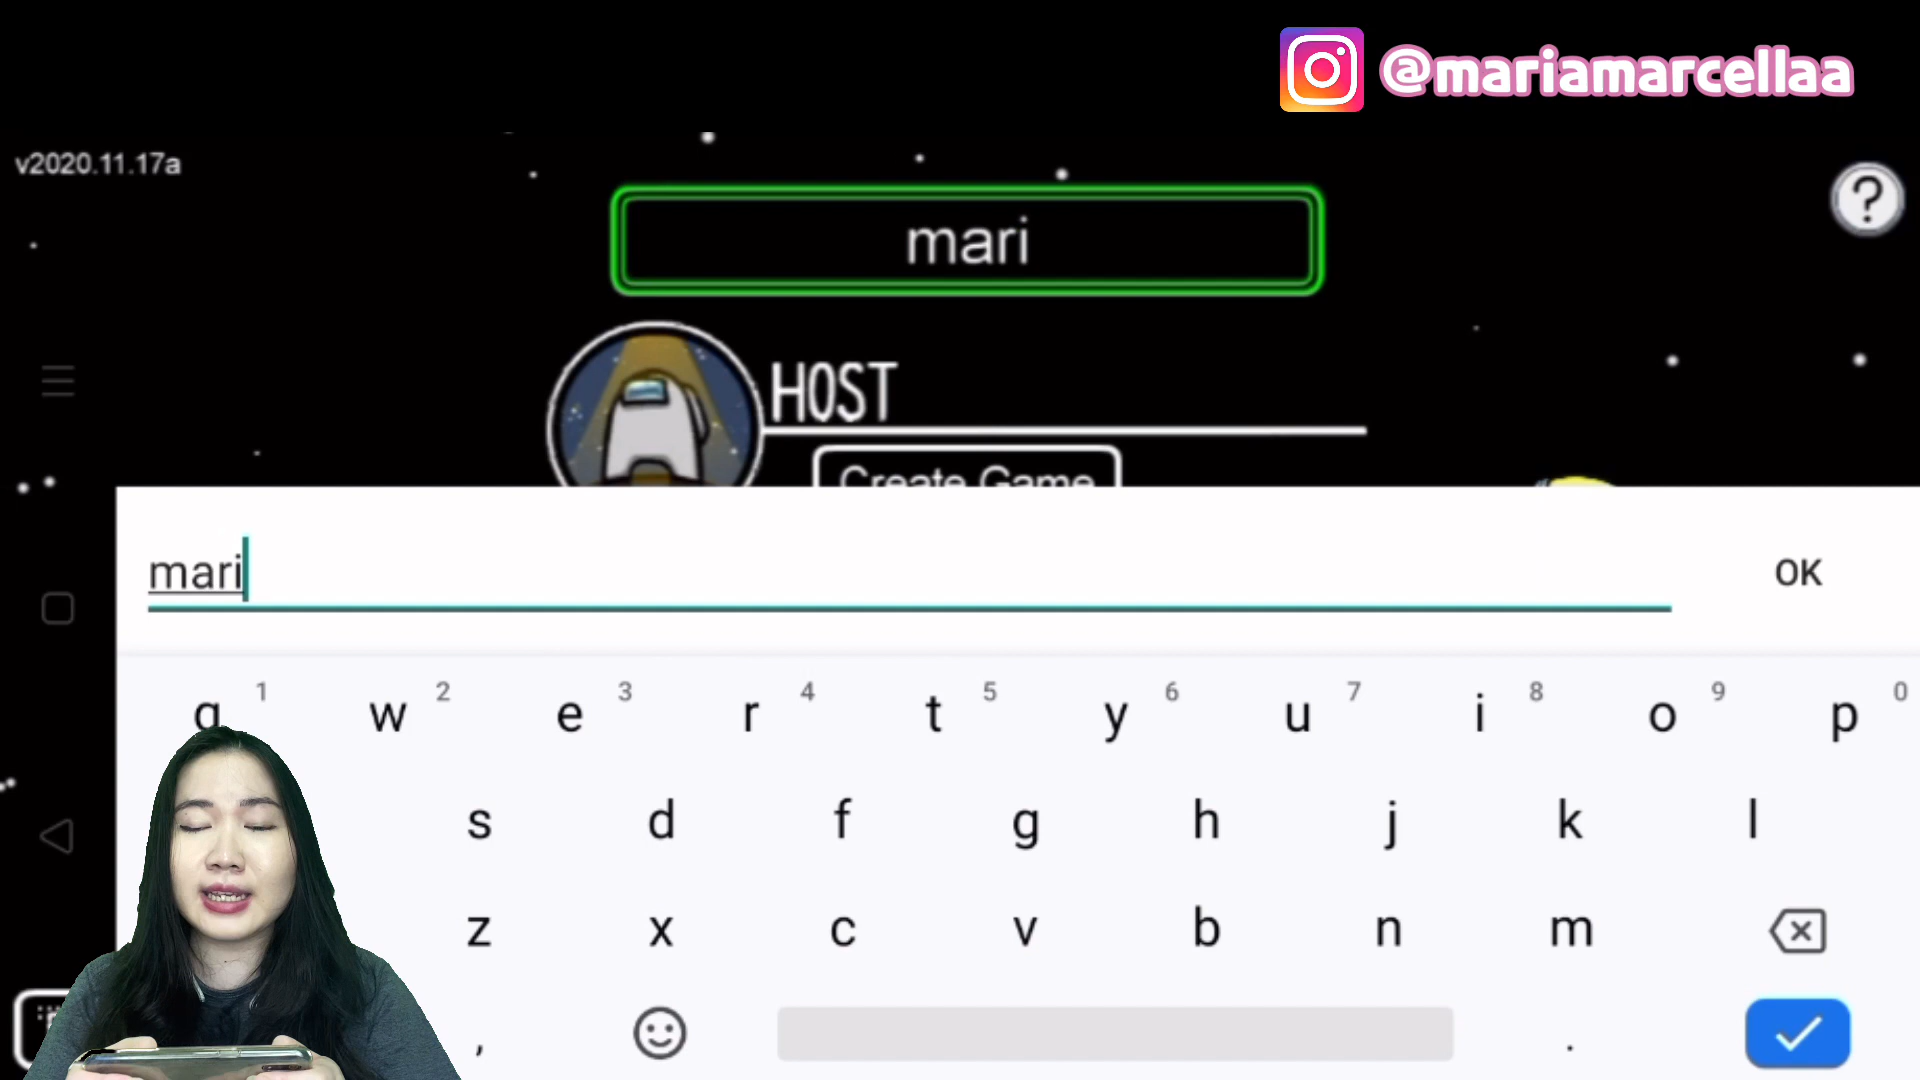 @mariamarcellaa
v2020.11.17a
?
mari
HOST
Create Game
mari
OK
q 1 w 2 e 3 r 4 t 5 y 6 u 7 i 8 o 9 p 0
s d f g h j k l
z x c v b n m
, .